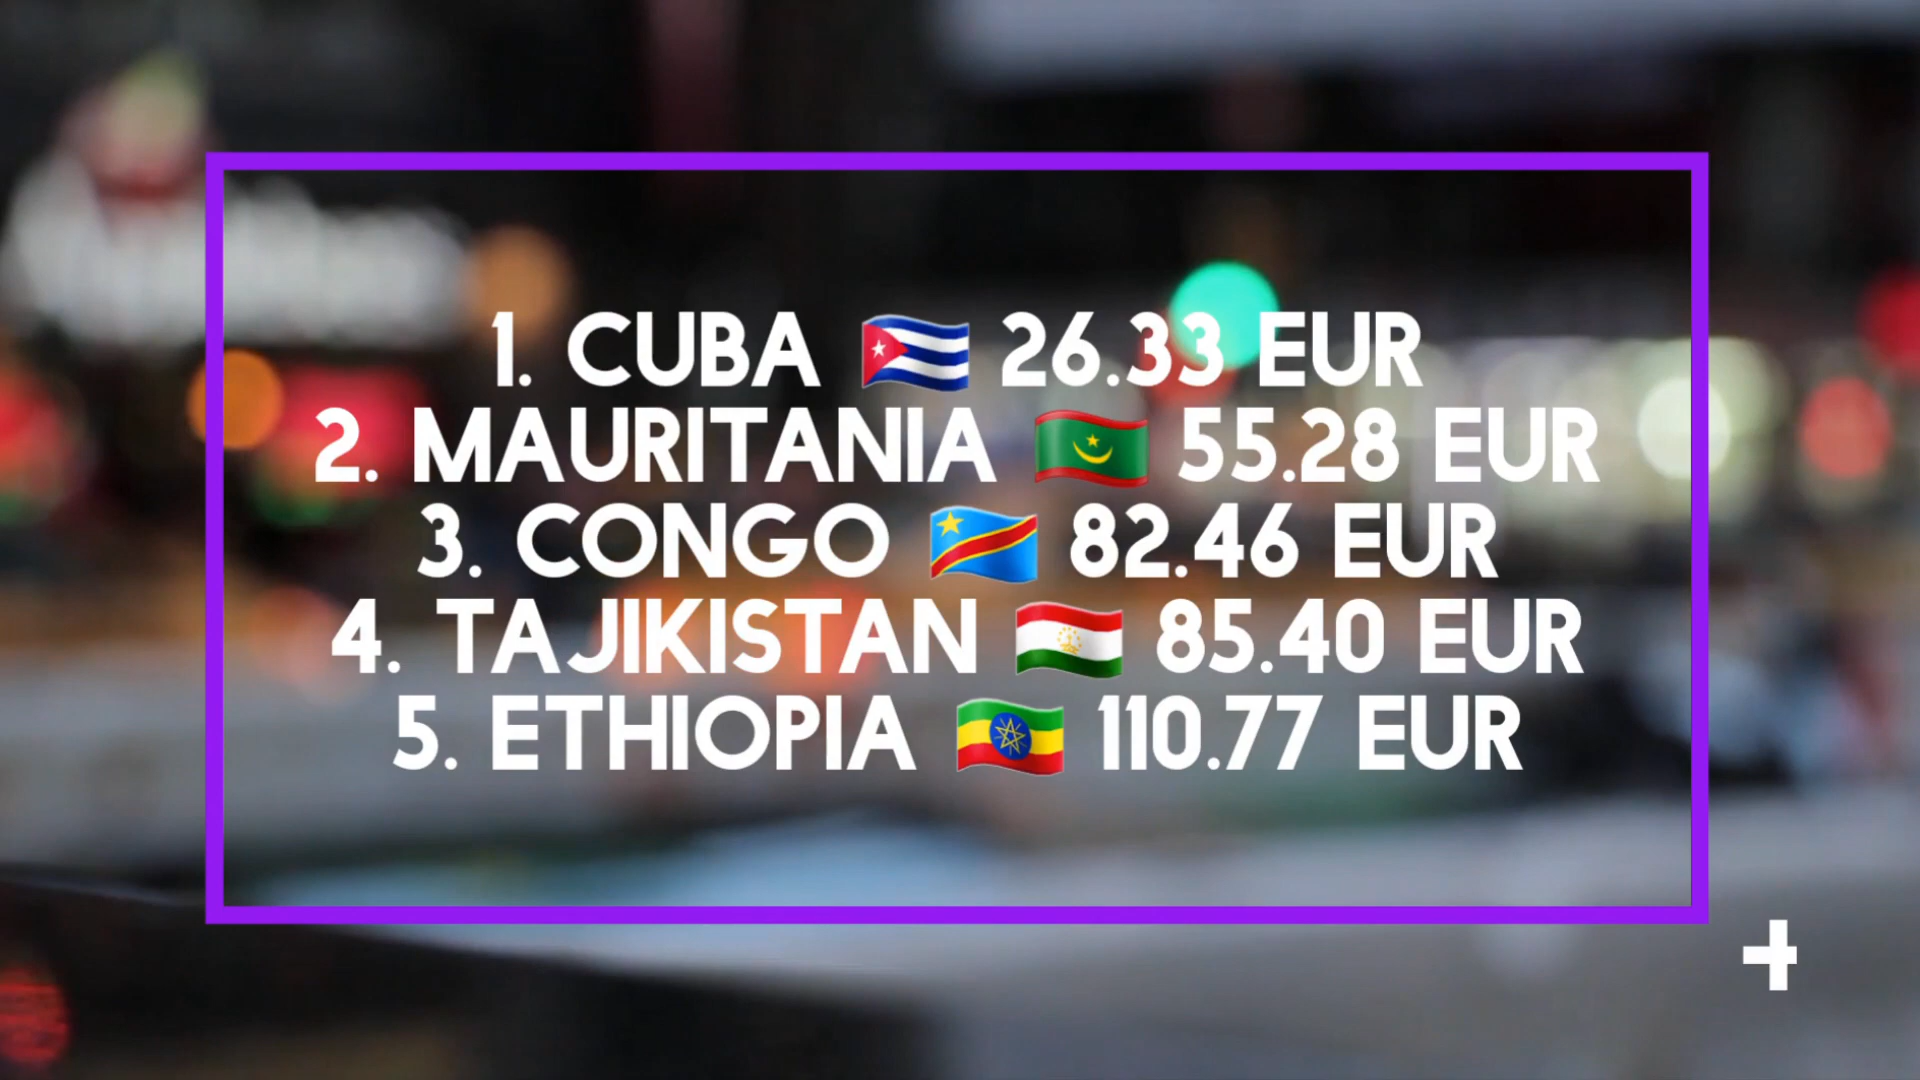 1. CUBA 🇨🇺 26.33 EUR
2. MAURITANIA 🇲🇷 55.28 EUR
3. CONGO 🇨🇩 82.46 EUR
4. TAJIKISTAN 🇹🇯 85.40 EUR
5. ETHIOPIA 🇪🇹 110.77 EUR